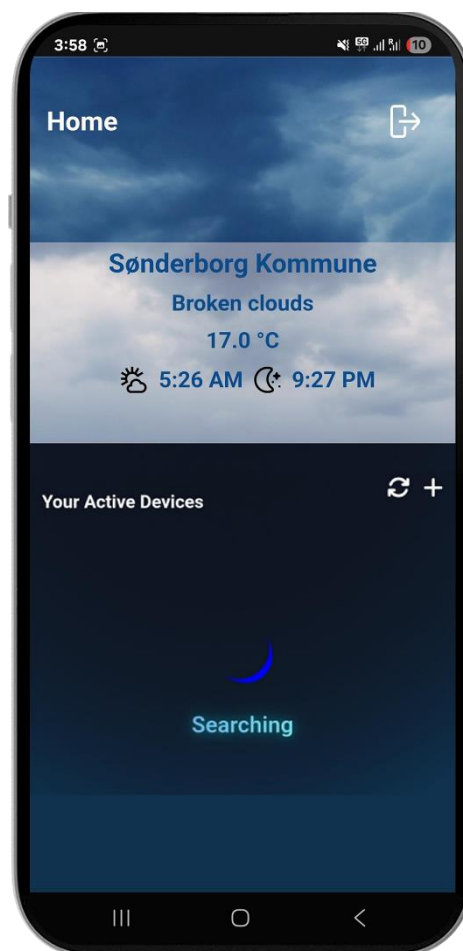 3:58
5G R 10
Home
Sønderborg Kommune
Broken clouds
17.0 °C
5:26 AM 9:27 PM
Your Active Devices
Searching